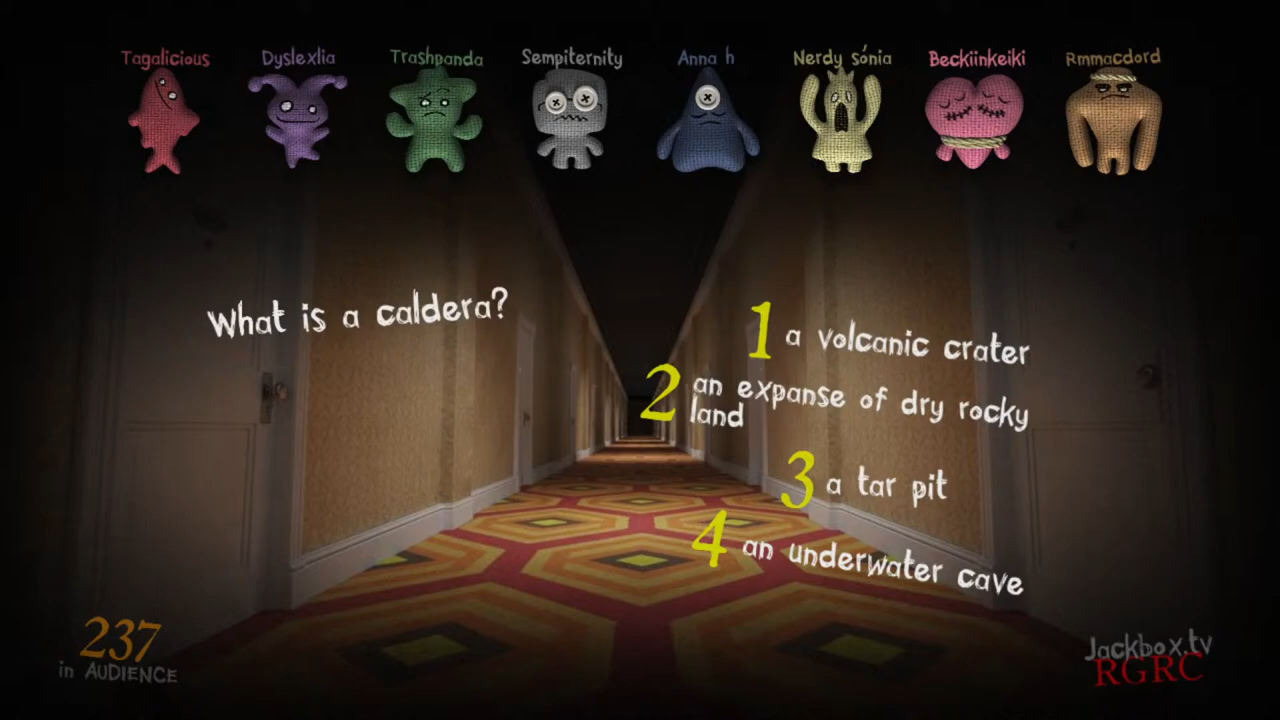 Tagalicious Dyslexlia Trashpanda Sempiternity Anna h Nerdy sónia Beckiinkeiki Rmmacdord
What is a caldera?
1 a volcanic crater
2 an expanse of dry rocky
land
3 a tar pit
4 an underwater cave
237
in AUDIENCE
Jackbox.tv
RGRC